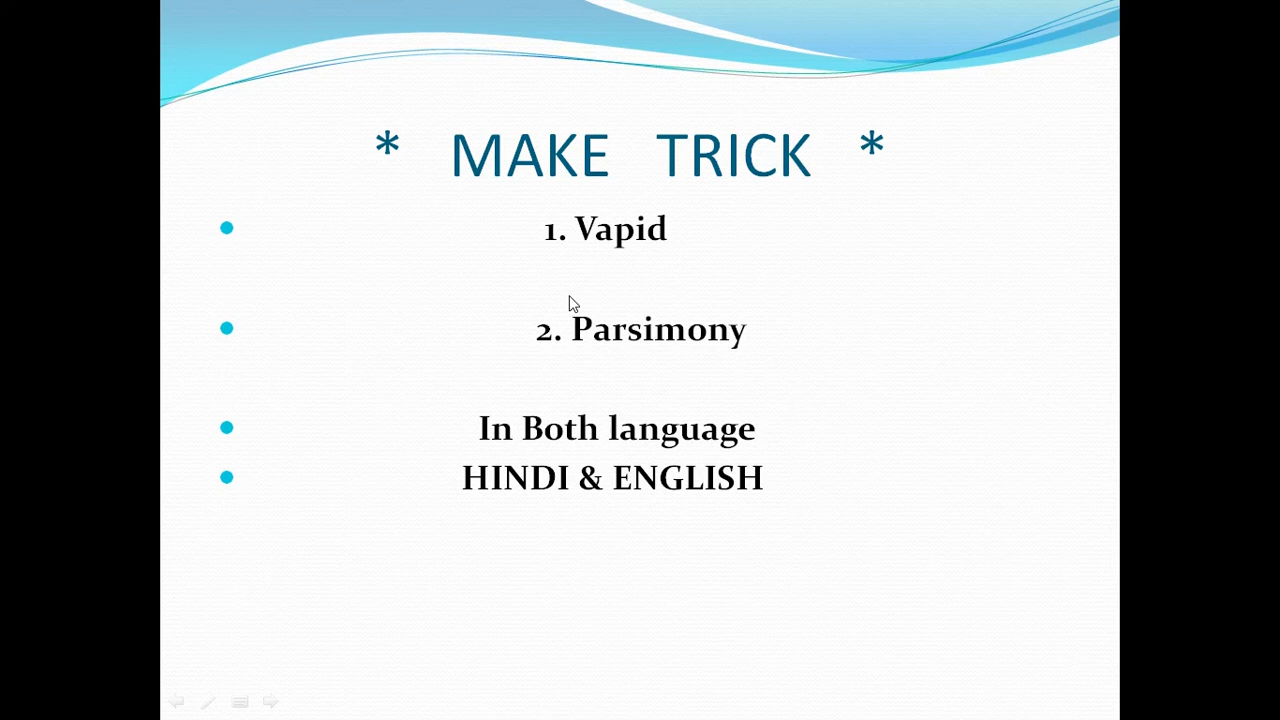 * MAKE TRICK *
1. Vapid
2. Parsimony
In Both language
HINDI & ENGLISH